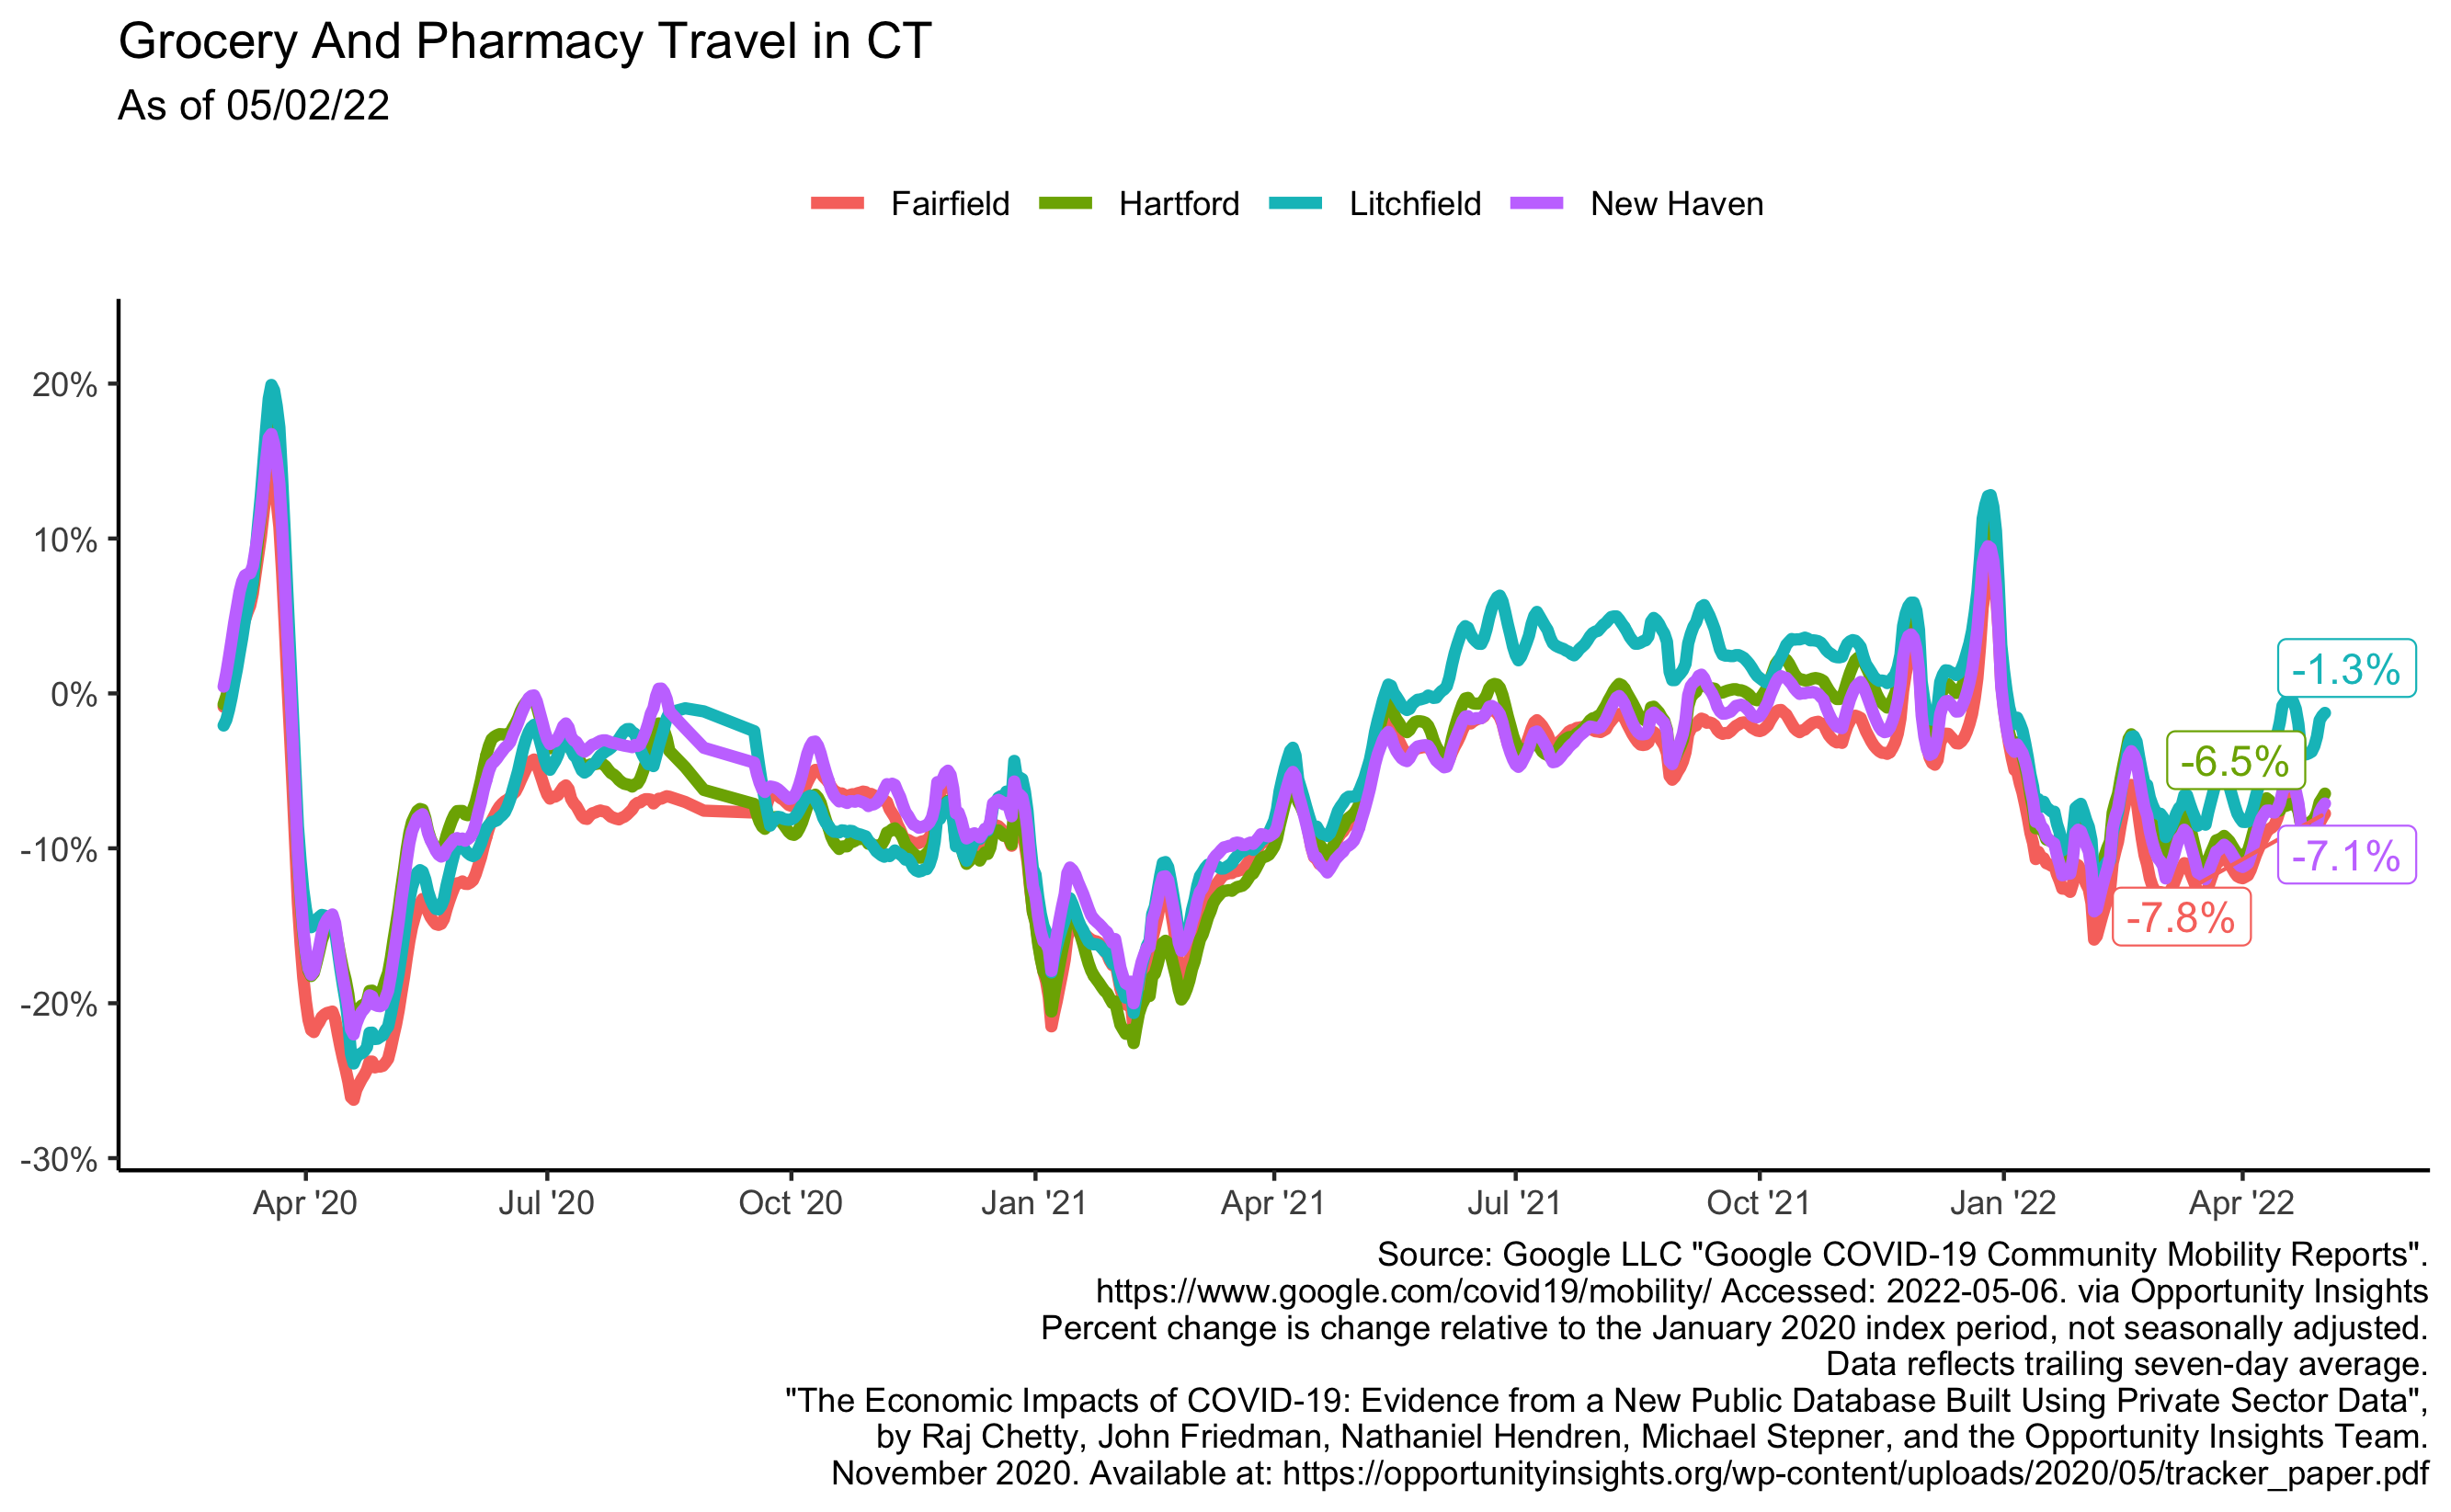 Grocery And Pharmacy Travel in CT
As of 05/02/22
Fairfield Hartford Litchfield New Haven
20%
10%
0%
-10%
-20%
-30%
-1.3%
-6.5%
-7.1%
-7.8%
Apr '20 Jul '20 Oct '20 Jan '21 Apr '21 Jul '21 Oct '21 Jan '22 Apr '22
Source: Google LLC "Google COVID-19 Community Mobility Reports".
https://www.google.com/covid19/mobility/ Accessed: 2022-05-06. via Opportunity Insights
Percent change is change relative to the January 2020 index period, not seasonally adjusted.
Data reflects trailing seven-day average.
"The Economic Impacts of COVID-19: Evidence from a New Public Database Built Using Private Sector Data",
by Raj Chetty, John Friedman, Nathaniel Hendren, Michael Stepner, and the Opportunity Insights Team.
November 2020. Available at: https://opportunityinsights.org/wp-content/uploads/2020/05/tracker_paper.pdf